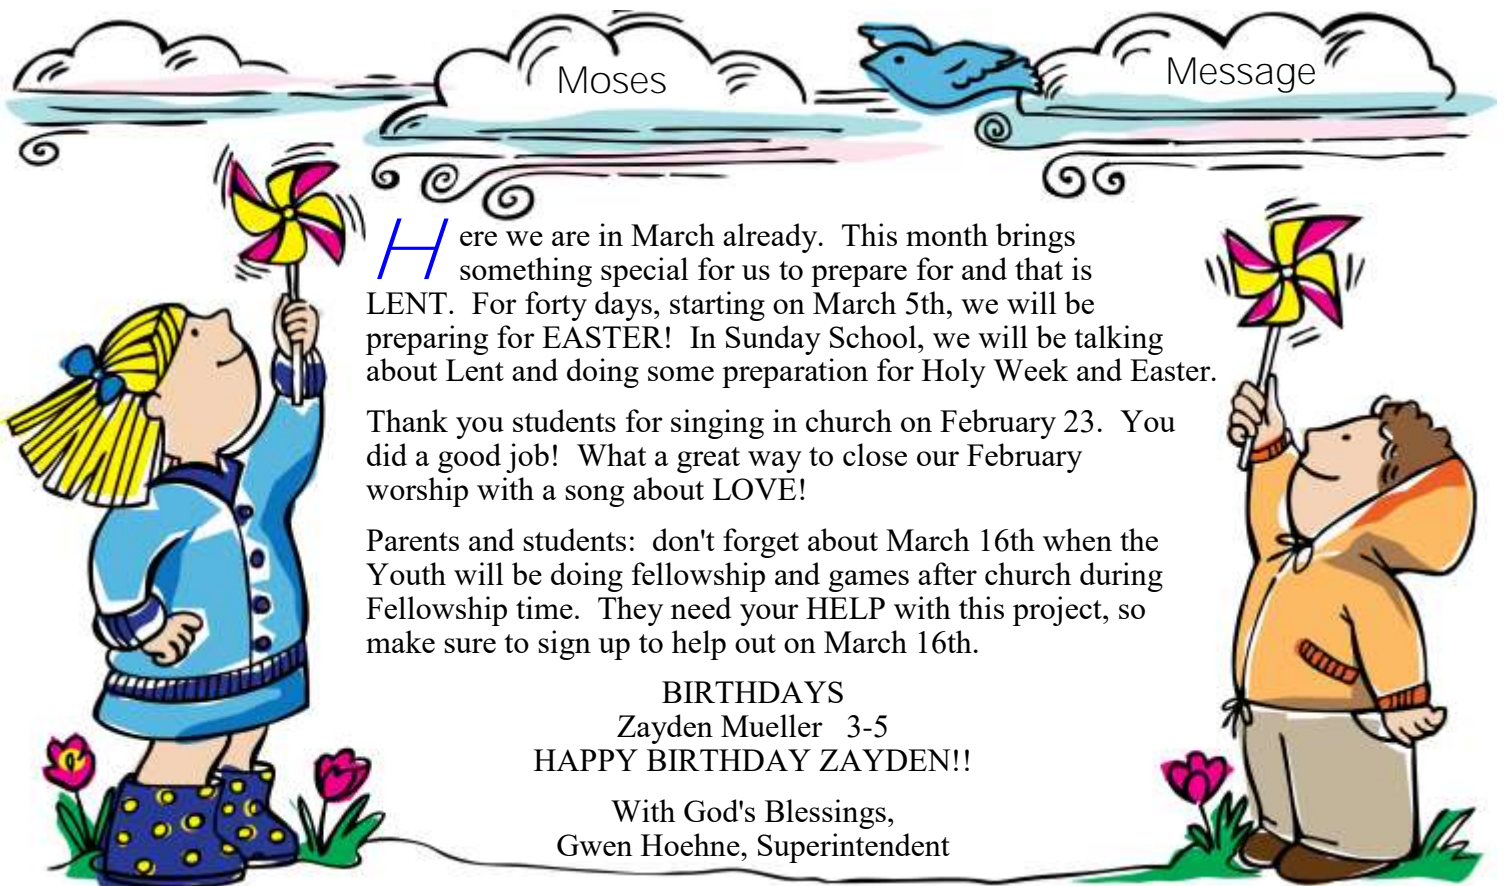 Moses Message
Here we are in March already.  This month brings
something special for us to prepare for and that is
LENT.  For forty days, starting on March 5th, we will be
preparing for EASTER!  In Sunday School, we will be talking
about Lent and doing some preparation for Holy Week and Easter.
Thank you students for singing in church on February 23.  You
did a good job!  What a great way to close our February
worship with a song about LOVE!
Parents and students:  don't forget about March 16th when the
Youth will be doing fellowship and games after church during
Fellowship time.  They need your HELP with this project, so
make sure to sign up to help out on March 16th.
BIRTHDAYS
Zayden Mueller   3-5
HAPPY BIRTHDAY ZAYDEN!!
With God's Blessings,
Gwen Hoehne, Superintendent